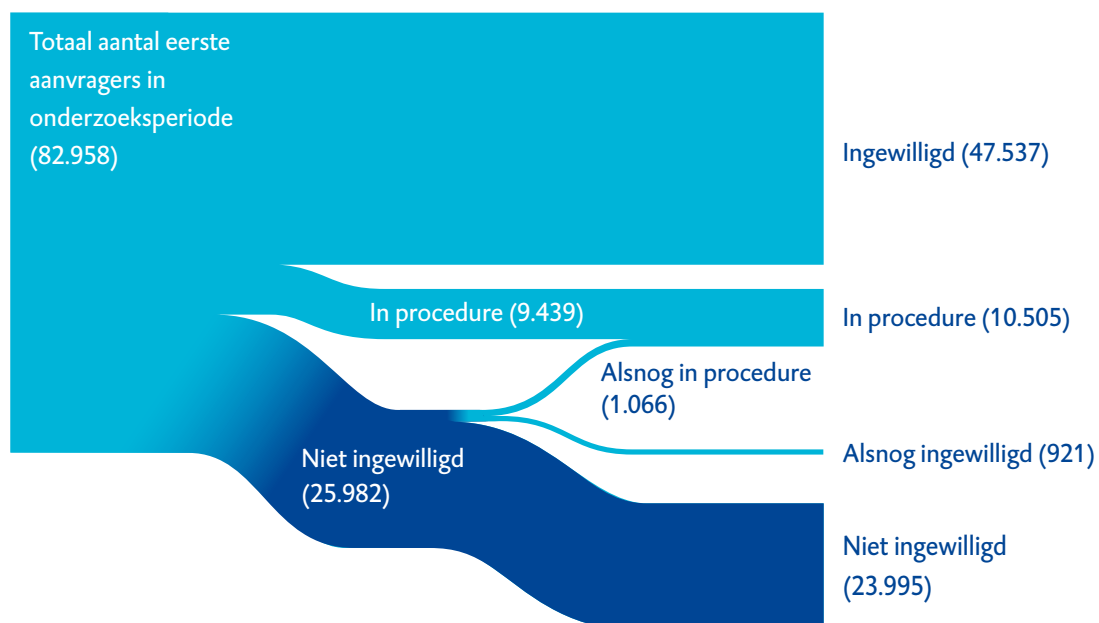 Totaal aantal eerste
aanvragers in
onderzoeksperiode
(82.958)
Ingewilligd (47.537)
In procedure (9.439)
In procedure (10.505)
Alsnog in procedure
(1.066)
Alsnog ingewilligd (921)
Niet ingewilligd
(25.982)
Niet ingewilligd
(23.995)